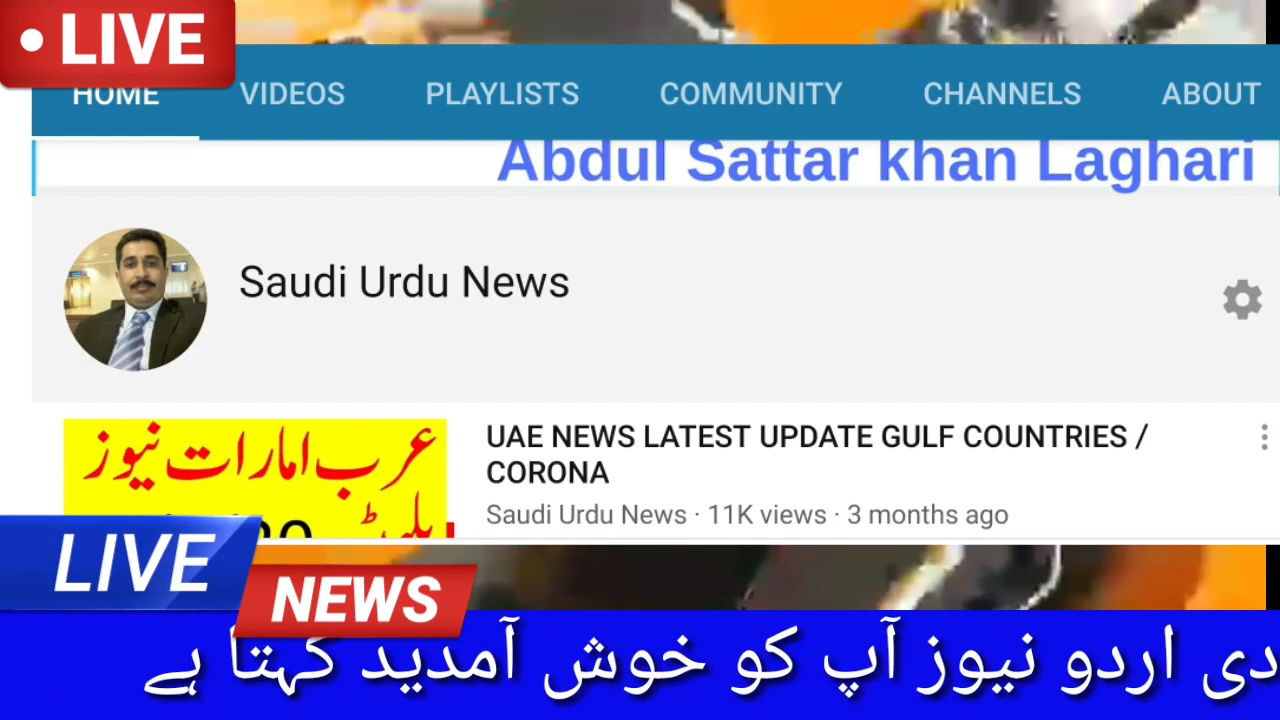 LIVE
HOME VIDEOS PLAYLISTS COMMUNITY CHANNELS ABOUT
Abdul Sattar khan Laghari
Saudi Urdu News
عرب امارات نیوز
UAE NEWS LATEST UPDATE GULF COUNTRIES /
CORONA
Saudi Urdu News · 11K views · 3 months ago
LIVE
NEWS
دی اردو نیوز آپ کو خوش آمدید کہتا ہے